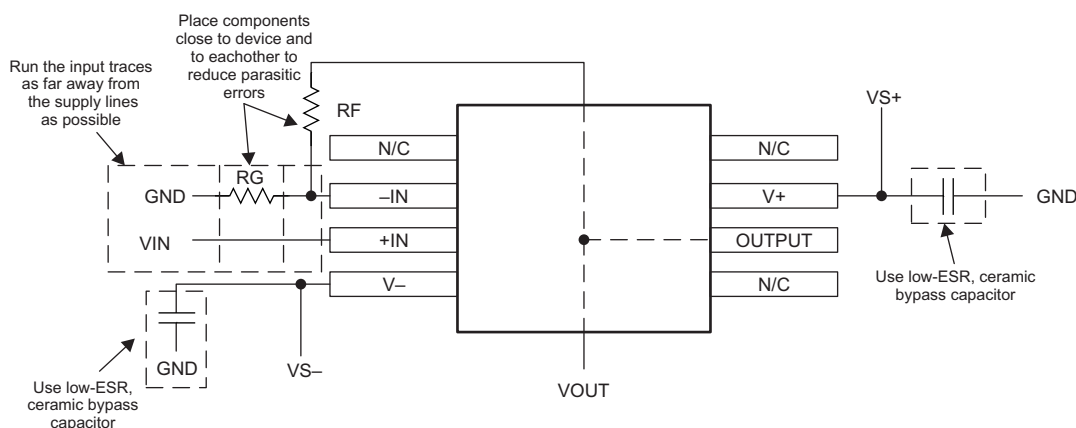 Place components
close to device and
to eachother to
reduce parasitic
errors
Run the input traces
as far away from
the supply lines
as possible
RF
VS+
N/C
N/C
RG
GND
–IN
V+
GND
VIN
+IN
OUTPUT
V–
N/C
Use low-ESR, ceramic
bypass capacitor
GND
VS–
VOUT
Use low-ESR,
ceramic bypass
capacitor